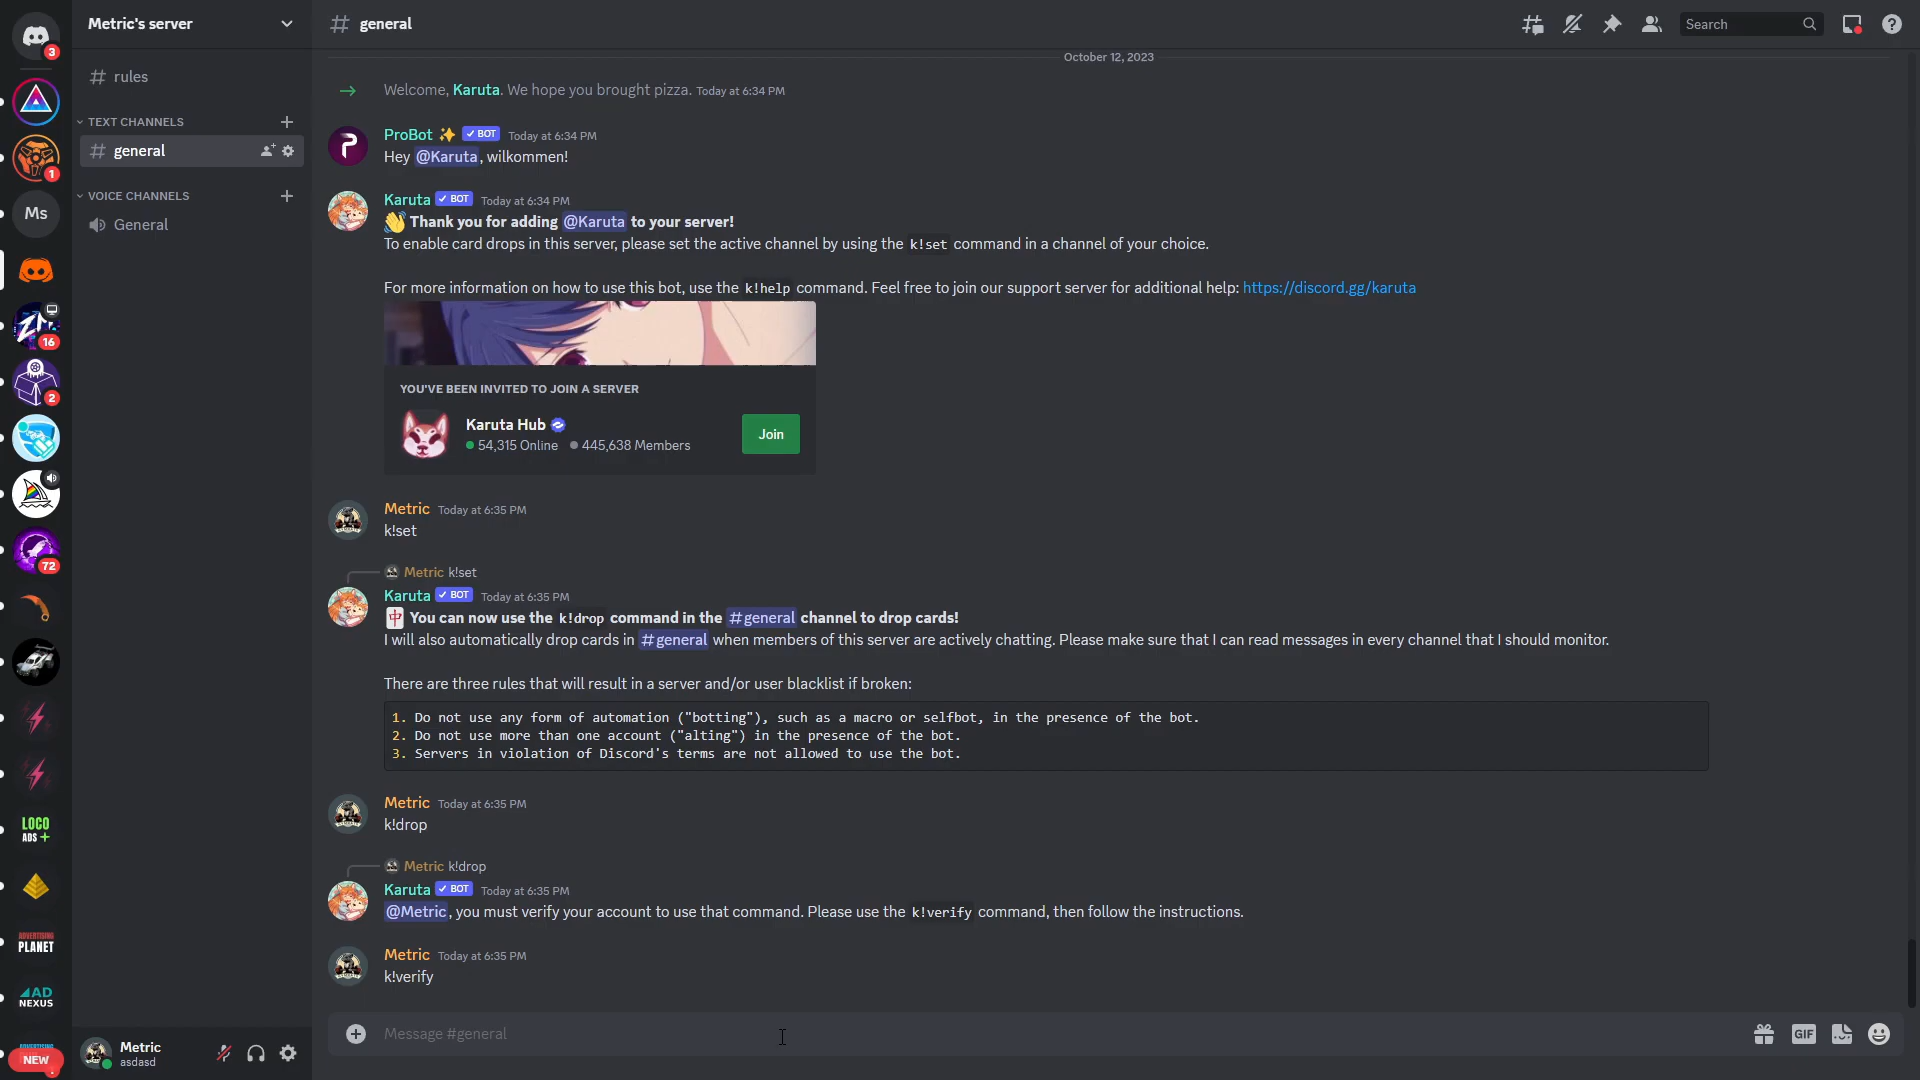 Metric's server
general
Search
3
rules
TEXT CHANNELS
general
VOICE CHANNELS
General
1
Ms
16
2
72
LOCO
ADS +
ADVERTISING
PLANET
AD
NEXUS
NEW
Metric
asdasd
October 12, 2023
Welcome, Karuta. We hope you brought pizza. Today at 6:34 PM
ProBot ✨ ✓ BOT Today at 6:34 PM
Hey @Karuta, wilkommen!
Karuta ✓ BOT Today at 6:34 PM
👋 Thank you for adding @Karuta to your server!
To enable card drops in this server, please set the active channel by using the k!set command in a channel of your choice.
For more information on how to use this bot, use the k!help command. Feel free to join our support server for additional help: https://discord.gg/karuta
YOU'VE BEEN INVITED TO JOIN A SERVER
Karuta Hub
54,315 Online 445,638 Members
Join
Metric Today at 6:35 PM
k!set
Metric k!set
Karuta ✓ BOT Today at 6:35 PM
中 You can now use the k!drop command in the #general channel to drop cards!
I will also automatically drop cards in #general when members of this server are actively chatting. Please make sure that I can read messages in every channel that I should monitor.
There are three rules that will result in a server and/or user blacklist if broken:
1. Do not use any form of automation ("botting"), such as a macro or selfbot, in the presence of the bot.
2. Do not use more than one account ("alting") in the presence of the bot.
3. Servers in violation of Discord's terms are not allowed to use the bot.
Metric Today at 6:35 PM
k!drop
Metric k!drop
Karuta ✓ BOT Today at 6:35 PM
@Metric, you must verify your account to use that command. Please use the k!verify command, then follow the instructions.
Metric Today at 6:35 PM
k!verify
Message #general
GIF